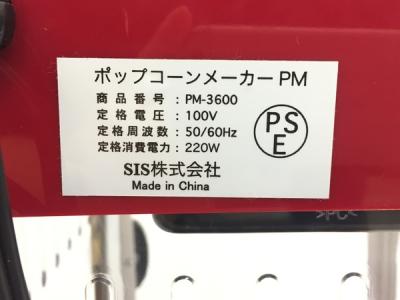 ポップコーンメーカー PM
商品番号：PM-3600
定格電圧：100V
定格周波数：50/60Hz
定格消費電力：220W
PSE
SIS株式会社
Made in China
>PC<